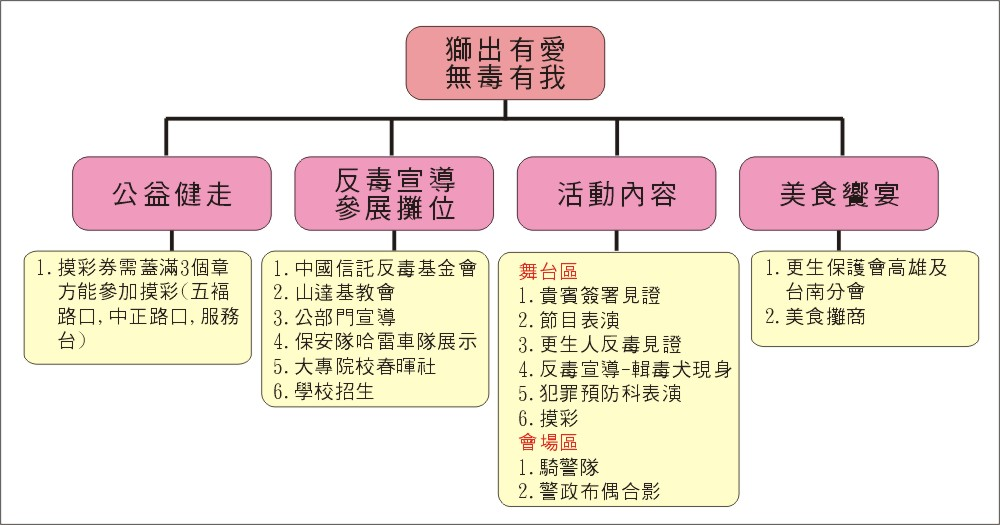 獅出有愛
無毒有我
公益健走
反毒宣導
參展攤位
活動內容
美食饗宴
1.摸彩券需蓋滿3個章
方能參加摸彩(五褔
路口,中正路口,服務
台)
1.中國信託反毒基金會
2.山達基教會
3.公部門宣導
4.保安隊哈雷車隊展示
5.大專院校春暉社
6.學校招生
舞台區
1.貴賓簽署見證
2.節目表演
3.更生人反毒見證
4.反毒宣導-輯毒犬現身
5.犯罪預防科表演
6.摸彩
會場區
1.騎警隊
2.警政布偶合影
1.更生保護會高雄及
台南分會
2.美食攤商